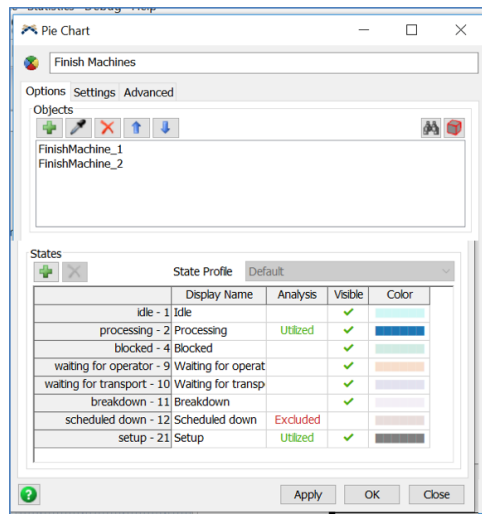 Statistics Debug Help
Pie Chart
Finish Machines
Options Settings Advanced
Objects
FinishMachine_1
FinishMachine_2
States
State Profile Default
Display Name Analysis Visible Color
idle - 1 Idle
processing - 2 Processing Utilized
blocked - 4 Blocked
waiting for operator - 9 Waiting for operat
waiting for transport - 10 Waiting for transp
breakdown - 11 Breakdown
scheduled down - 12 Scheduled down Excluded
setup - 21 Setup Utilized
Apply OK Close